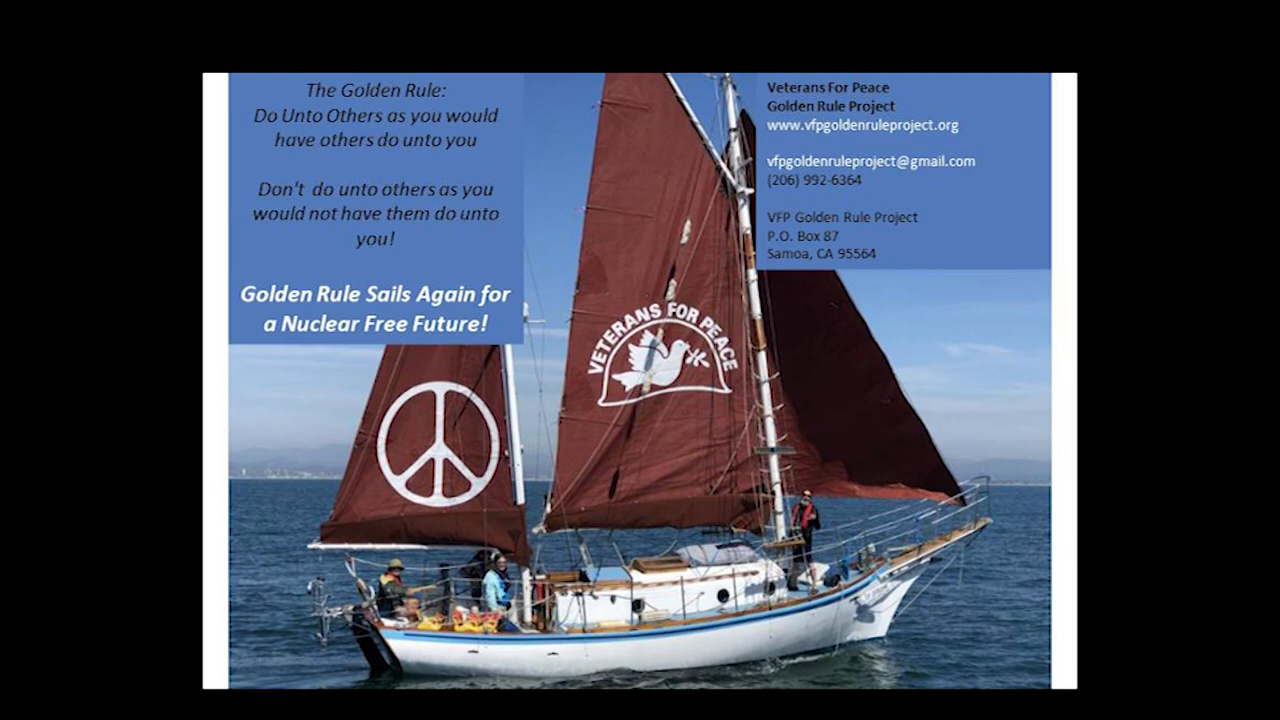 The Golden Rule:
Do Unto Others as you would
have others do unto you
Don't do unto others as you
would not have them do unto
you!
Golden Rule Sails Again for
a Nuclear Free Future!
Veterans For Peace
Golden Rule Project
www.vfpgoldenruleproject.org
vfpgoldenruleproject@gmail.com
(206) 992-6364
VFP Golden Rule Project
P.O. Box 87
Samoa, CA 95564
VETERANS FOR PEACE